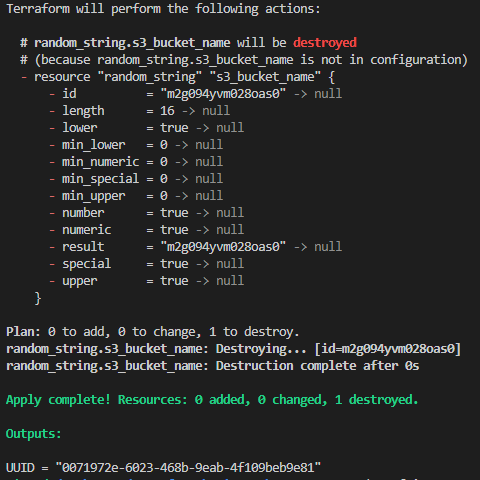 Terraform will perform the following actions:
# random_string.s3_bucket_name will be destroyed
# (because random_string.s3_bucket_name is not in configuration)
- resource "random_string" "s3_bucket_name" {
- id = "m2g094yvm028oas0" -> null
- length = 16 -> null
- lower = true -> null
- min_lower = 0 -> null
- min_numeric = 0 -> null
- min_special = 0 -> null
- min_upper = 0 -> null
- number = true -> null
- numeric = true -> null
- result = "m2g094yvm028oas0" -> null
- special = true -> null
- upper = true -> null
}
Plan: 0 to add, 0 to change, 1 to destroy.
random_string.s3_bucket_name: Destroying... [id=m2g094yvm028oas0]
random_string.s3_bucket_name: Destruction complete after 0s
Apply complete! Resources: 0 added, 0 changed, 1 destroyed.
Outputs:
UUID = "0071972e-6023-468b-9eab-4f109beb9e81"